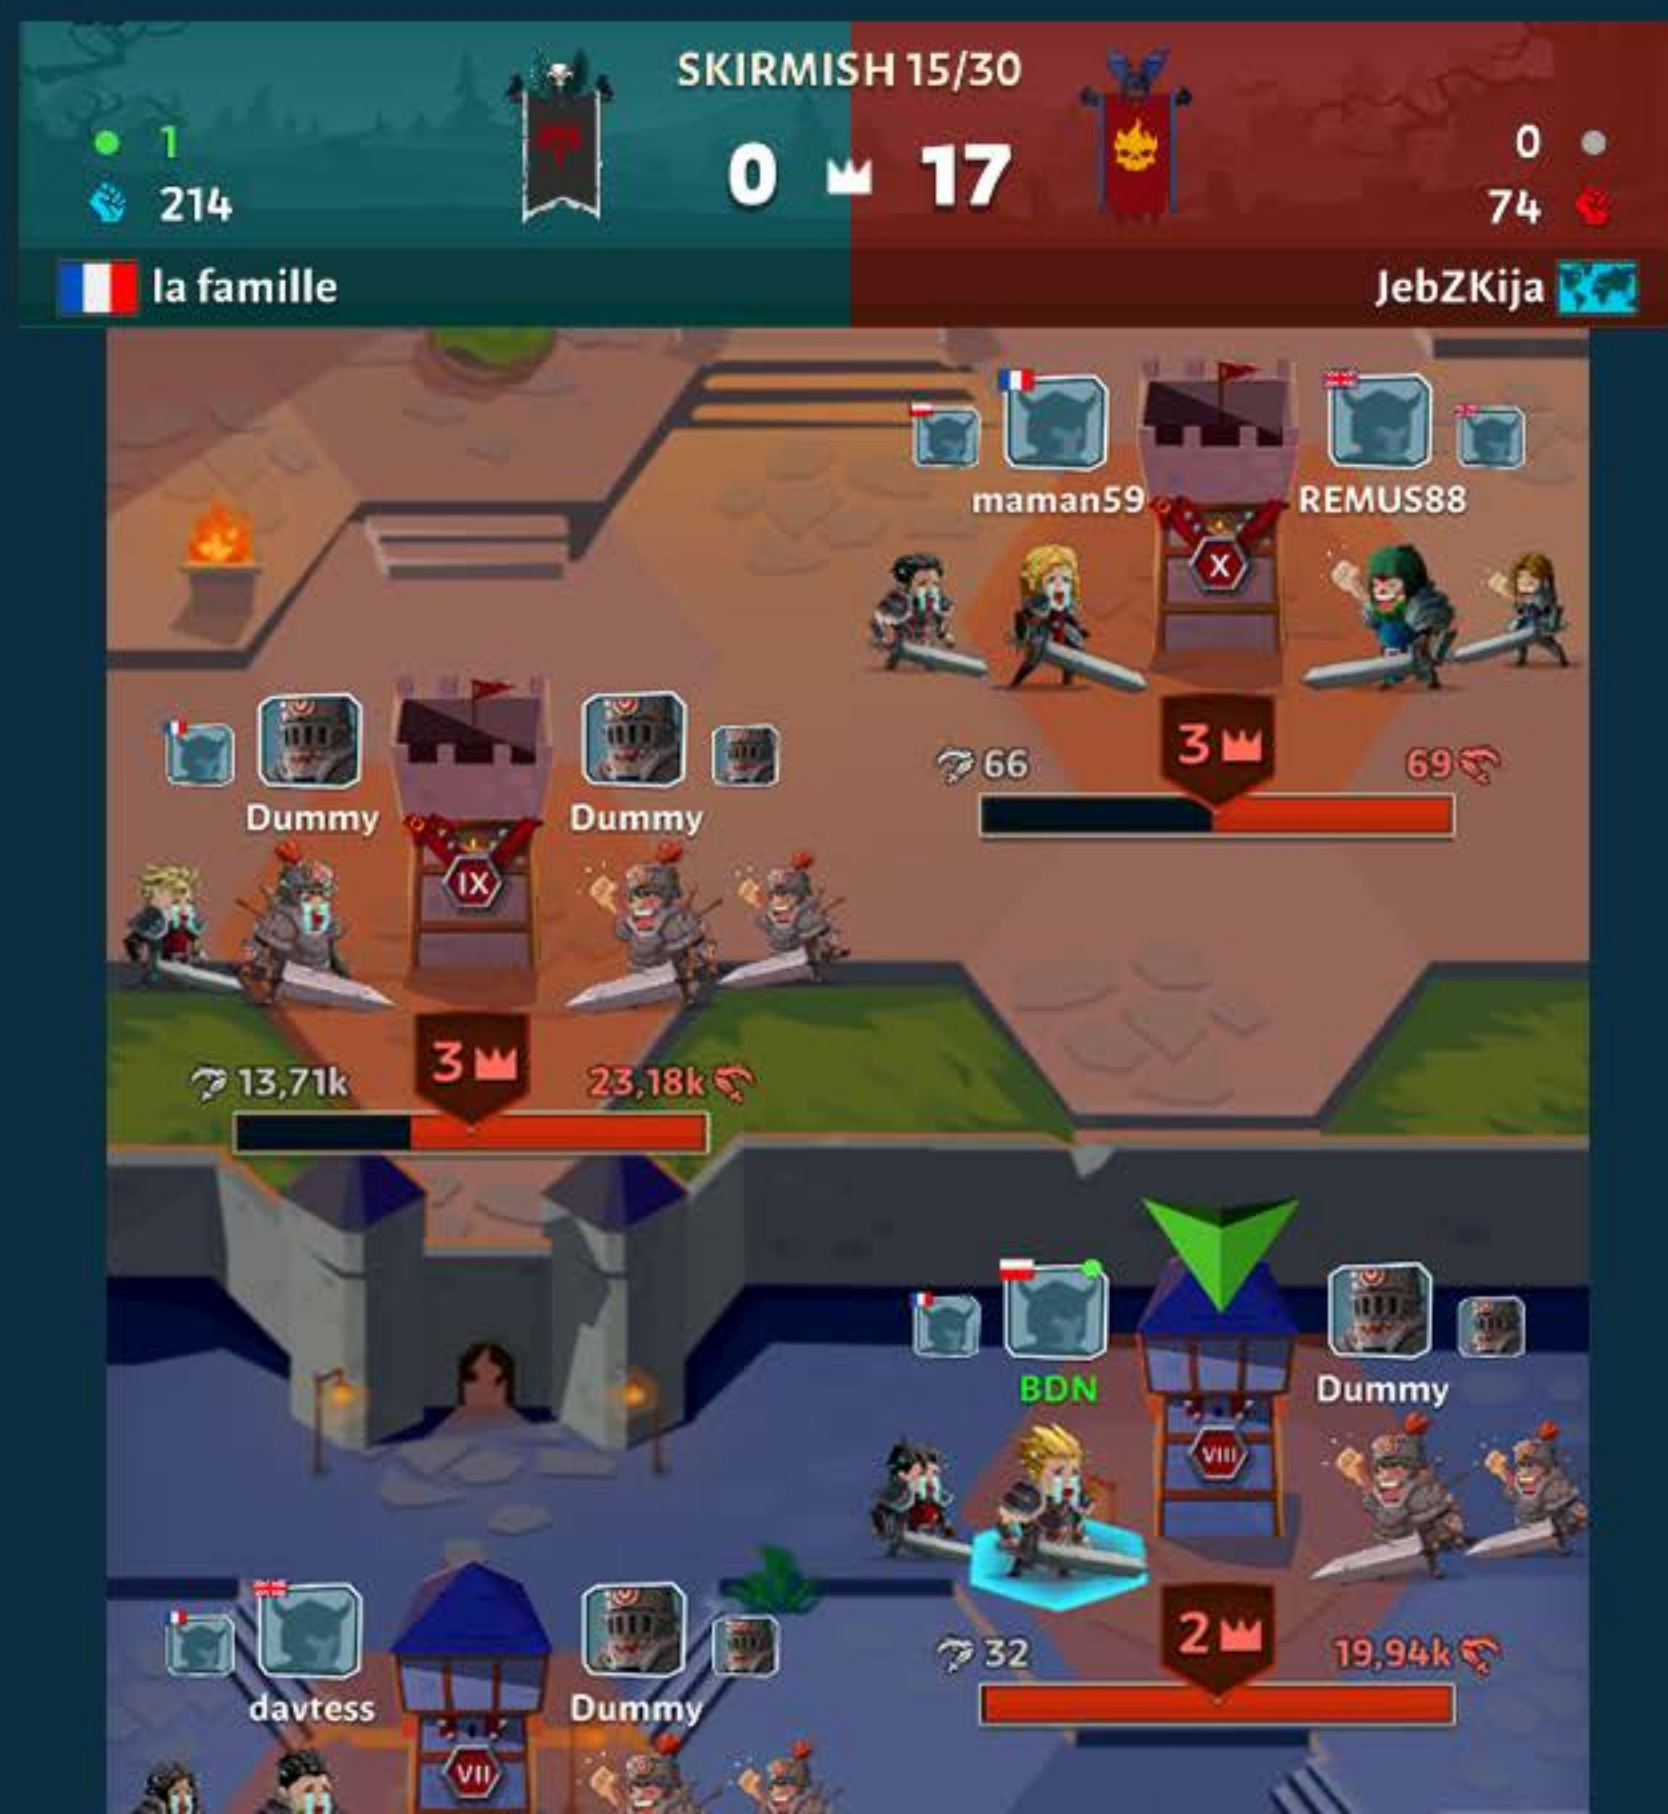 SKIRMISH 15/30
1
0 17
0
214
74
la famille
JebZKija
maman59
REMUS88
X
3
66
69
Dummy
Dummy
IX
3
13,71k
23,18k
BDN
Dummy
VIII
2
32
19,94k
davtess
Dummy
VII